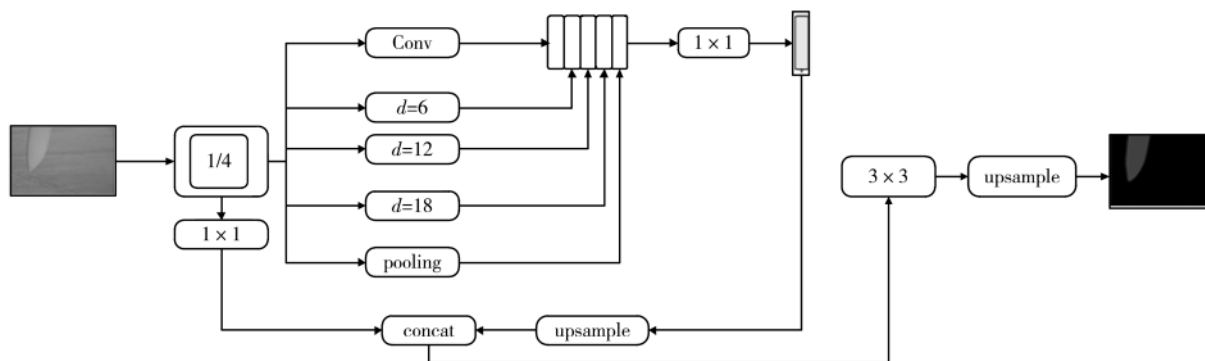 Conv
1 × 1
d=6
1/4
d=12
3 × 3
upsample
d=18
1 × 1
pooling
concat
upsample